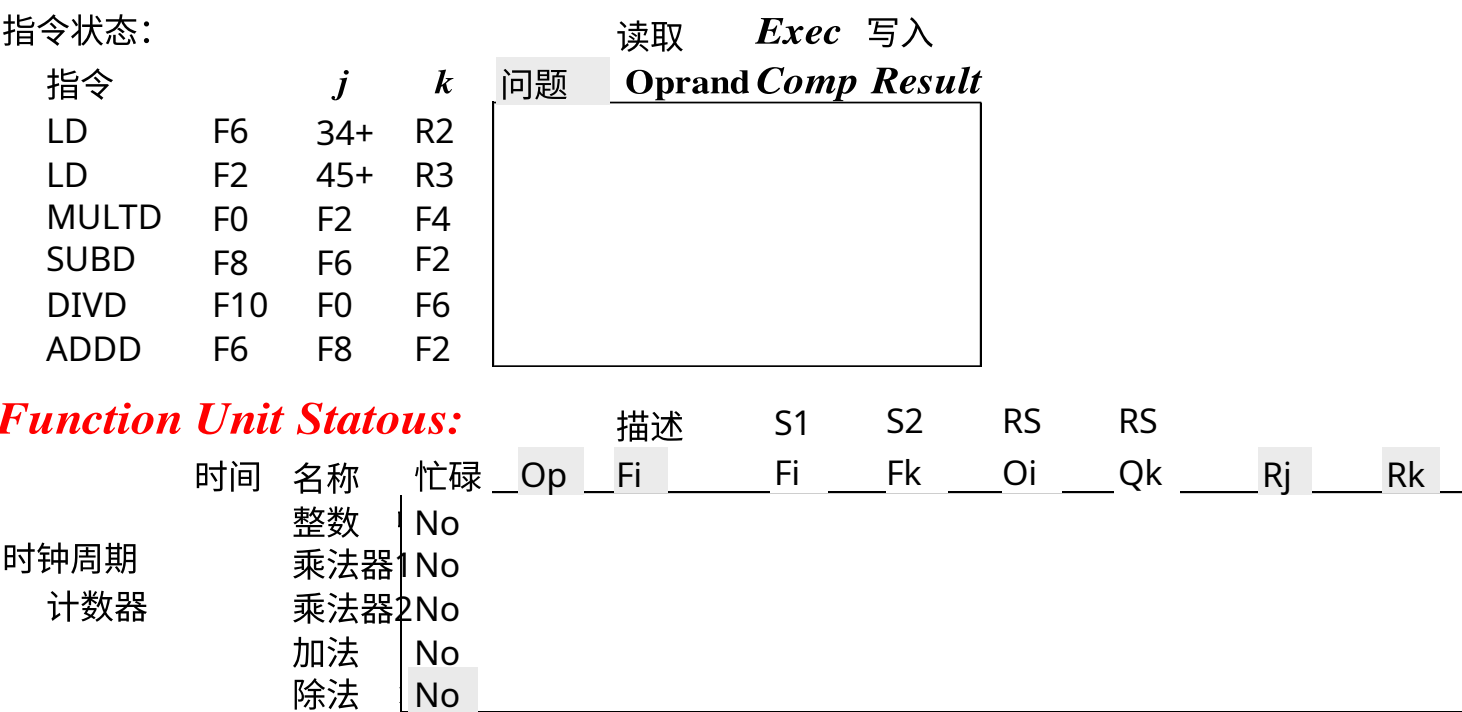 指令状态：
读取 Exec 写入
指令 j k 问题 Oprand Comp Result
LD F6 34+ R2
LD F2 45+ R3
MULTD F0 F2 F4
SUBD F8 F6 F2
DIVD F10 F0 F6
ADDD F6 F8 F2
Function Unit Statous: 描述 S1 S2 RS RS
时间 名称 忙碌 Op Fi Fi Fk Oi Qk Rj Rk
整数 No
时钟周期
乘法器1 No
计数器 乘法器2 No
加法 No
除法 No